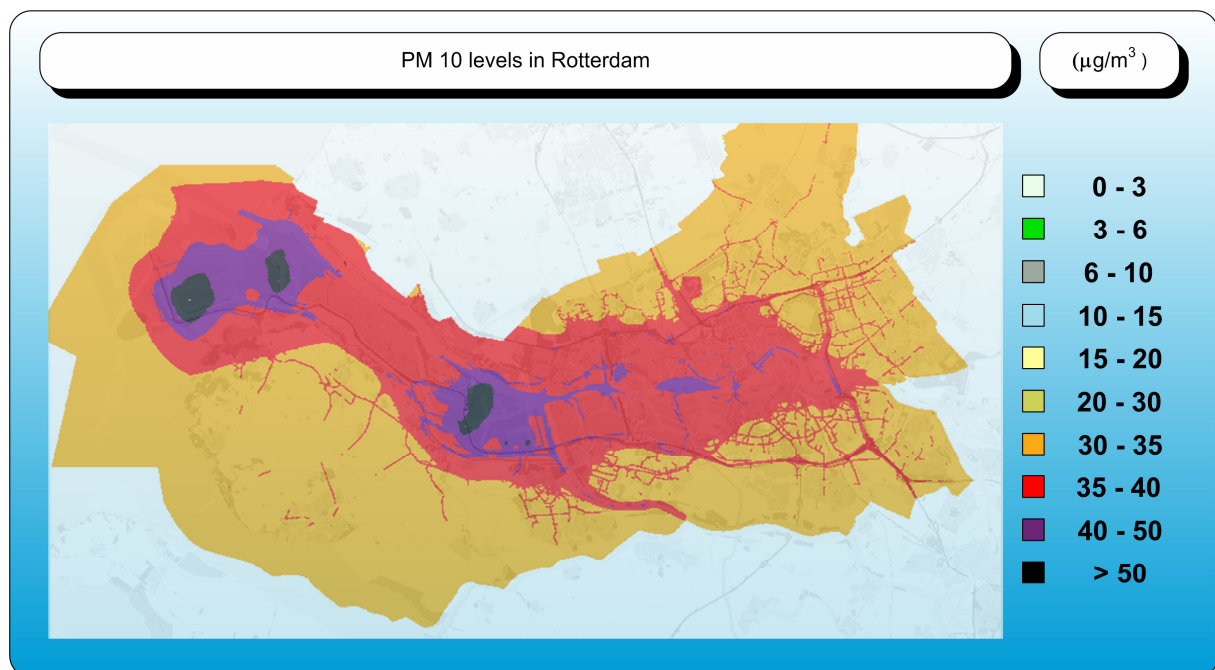 PM 10 levels in Rotterdam
(μg/m³ )
0 - 3
3 - 6
6 - 10
10 - 15
15 - 20
20 - 30
30 - 35
35 - 40
40 - 50
> 50